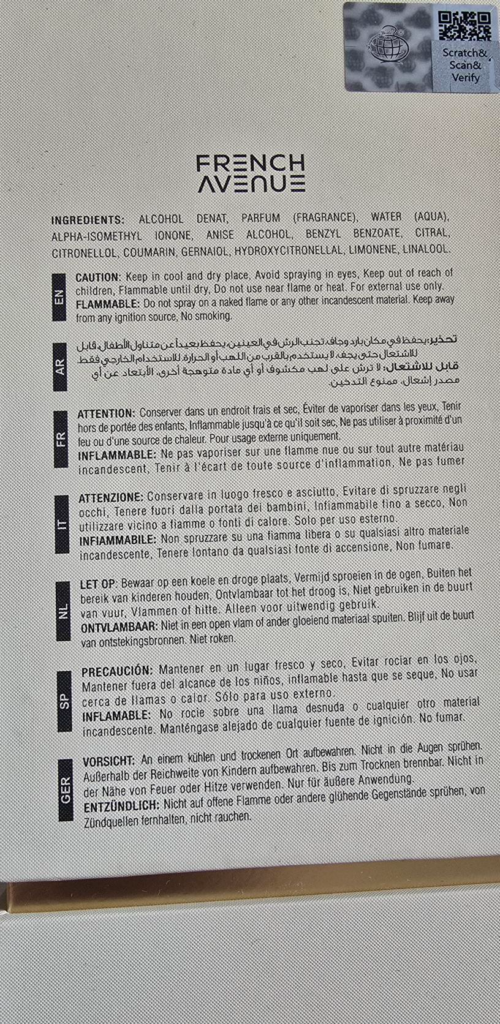 Scratch&
Scan&
Verify
FRENCH
AVENUE
INGREDIENTS: ALCOHOL DENAT, PARFUM (FRAGRANCE), WATER (AQUA),
ALPHA-ISOMETHYL IONONE, ANISE ALCOHOL, BENZYL BENZOATE, CITRAL,
CITRONELLOL, COUMARIN, GERNAIOL, HYDROXYCITRONELLAL, LIMONENE, LINALOOL.
EN
CAUTION: Keep in cool and dry place, Avoid spraying in eyes, Keep out of reach of
children, Flammable until dry, Do not use near flame or heat. For external use only.
FLAMMABLE: Do not spray on a naked flame or any other incandescent material. Keep away
from any ignition source, No smoking.
AR
تحذير: يحفظ في مكان بارد وجاف، تجنب الرش في العينين، يحفظ بعيداً عن متناول الأطفال، قابل
للاشتعال حتى يجف، لا يستخدم بالقرب من اللهب أو الحرارة. للاستخدام الخارجي فقط.
قابل للاشتعال: لا ترش على لهب مكشوف أو أي مادة متوهجة أخرى، الابتعاد عن أي
مصدر إشعال، ممنوع التدخين.
FR
ATTENTION: Conserver dans un endroit frais et sec, Éviter de vaporiser dans les yeux, Tenir
hors de portée des enfants, Inflammable jusqu'à ce qu'il soit sec, Ne pas utiliser à proximité d'un
feu ou d'une source de chaleur. Pour usage externe uniquement.
INFLAMMABLE: Ne pas vaporiser sur une flamme nue ou sur tout autre matériau
incandescent, Tenir à l'écart de toute source d'inflammation, Ne pas fumer
IT
ATTENZIONE: Conservare in luogo fresco e asciutto, Evitare di spruzzare negli
occhi, Tenere fuori dalla portata dei bambini, Infiammabile fino a secco, Non
utilizzare vicino a fiamme o fonti di calore. Solo per uso esterno.
INFIAMMABILE: Non spruzzare su una fiamma libera o su qualsiasi altro materiale
incandescente, Tenere lontano da qualsiasi fonte di accensione, Non fumare.
NL
LET OP: Bewaar op een koele en droge plaats, Vermijd sproeien in de ogen, Buiten het
bereik van kinderen houden, Ontvlambaar tot het droog is, Niet gebruiken in de buurt
van vuur, Vlammen of hitte. Alleen voor uitwendig gebruik.
ONTVLAMBAAR: Niet in een open vlam of ander gloeiend materiaal spuiten. Blijf uit de buurt
van ontstekingsbronnen. Niet roken.
SP
PRECAUCIÓN: Mantener en un lugar fresco y seco, Evitar rociar en los ojos,
Mantener fuera del alcance de los niños, inflamable hasta que se seque, No usar
cerca de llamas o calor. Sólo para uso externo.
INFLAMABLE: No rocíe sobre una llama desnuda o cualquier otro material
incandescente. Manténgase alejado de cualquier fuente de ignición. No fumar.
GER
VORSICHT: An einem kühlen und trockenen Ort aufbewahren. Nicht in die Augen sprühen.
Außerhalb der Reichweite von Kindern aufbewahren. Bis zum Trocknen brennbar. Nicht in
der Nähe von Feuer oder Hitze verwenden. Nur für äußere Anwendung.
ENTZÜNDLICH: Nicht auf offene Flamme oder andere glühende Gegenstände sprühen, von
Zündquellen fernhalten, nicht rauchen.